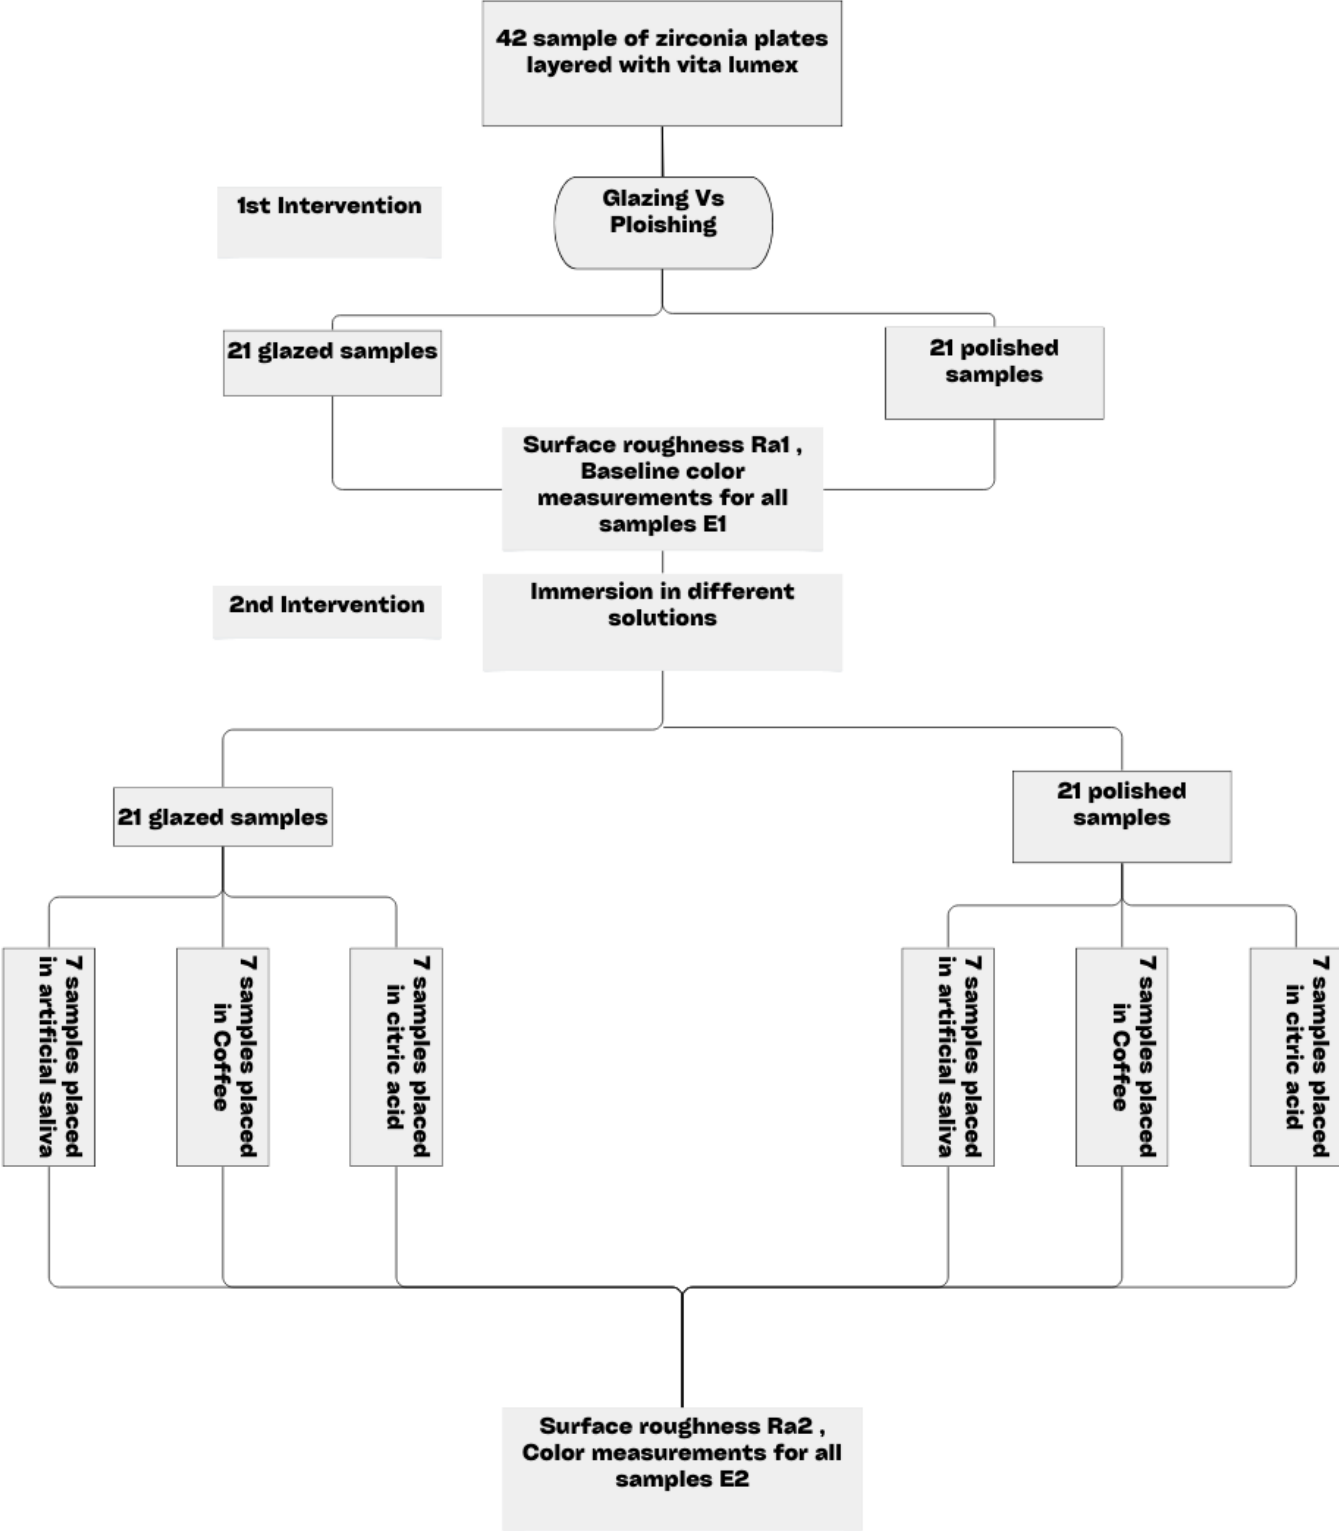 42 sample of zirconia plates
layered with vita lumex
1st Intervention
Glazing Vs
Ploishing
21 glazed samples
21 polished
samples
Surface roughness Ra1 ,
Baseline color
measurements for all
samples E1
2nd Intervention
Immersion in different
solutions
21 glazed samples
21 polished
samples
7 samples placed
in artificial saliva
7 samples placed
in Coffee
7 samples placed
in citric acid
7 samples placed
in artificial saliva
7 samples placed
in Coffee
7 samples placed
in citric acid
Surface roughness Ra2 ,
Color measurements for all
samples E2